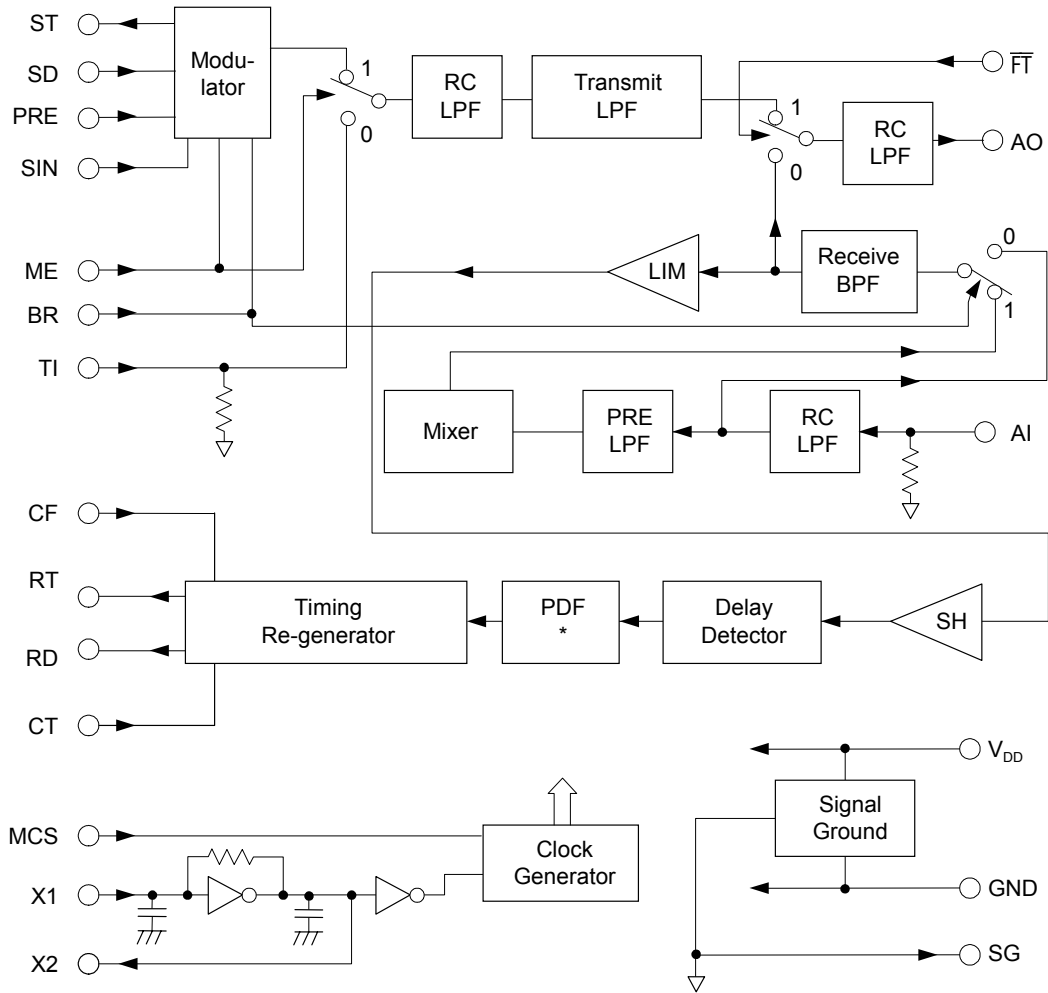 ST
SD
PRE
SIN
ME
BR
TI
Modu-
lator
1
0
RC
LPF
Transmit
LPF
1
0
RC
LPF
F̅T̅
AO
LIM
Receive
BPF
0
1
Mixer
PRE
LPF
RC
LPF
AI
CF
RT
RD
CT
Timing
Re-generator
PDF
*
Delay
Detector
SH
MCS
X1
X2
Clock
Generator
Signal
Ground
V_DD
GND
SG